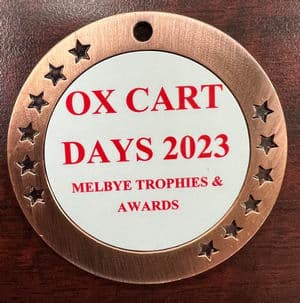 OX CART
DAYS 2023
MELBYE TROPHIES &
AWARDS